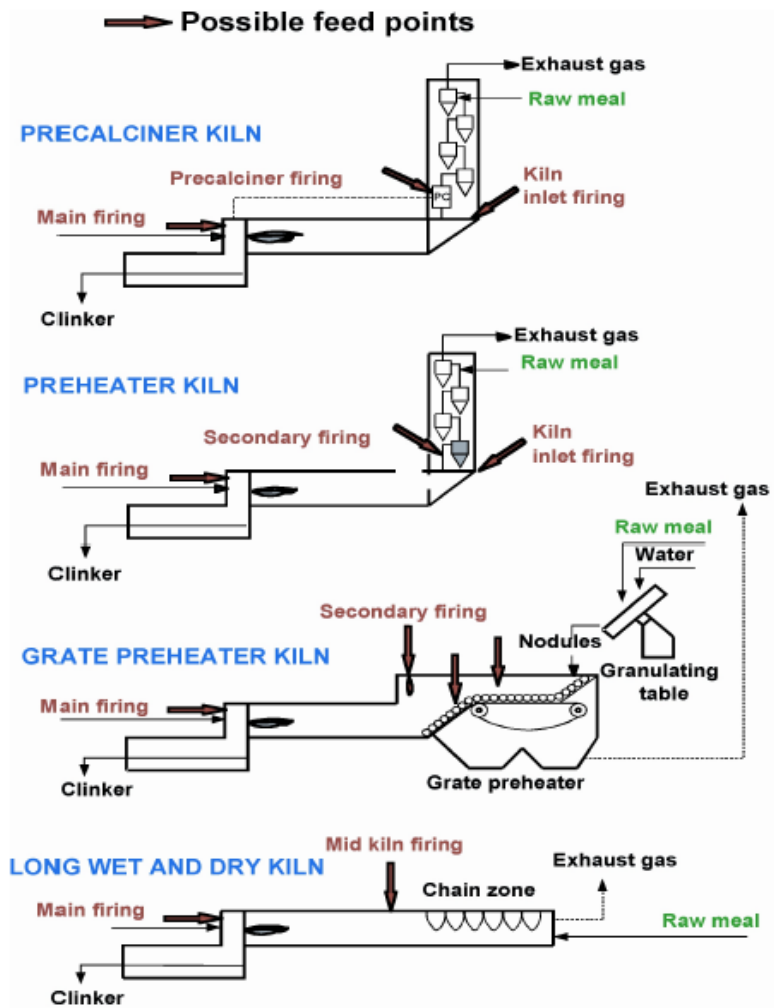 Possible feed points
Exhaust gas
Raw meal
PRECALCINER KILN
Precalciner firing
Kiln
inlet firing
PC
Main firing
Clinker
Exhaust gas
Raw meal
PREHEATER KILN
Secondary firing
Kiln
inlet firing
Main firing
Exhaust gas
Clinker
Raw meal
Water
Secondary firing
Nodules
GRATE PREHEATER KILN
Granulating
table
Main firing
Grate preheater
Clinker
Mid kiln firing
LONG WET AND DRY KILN
Exhaust gas
Chain zone
Main firing
Raw meal
Clinker